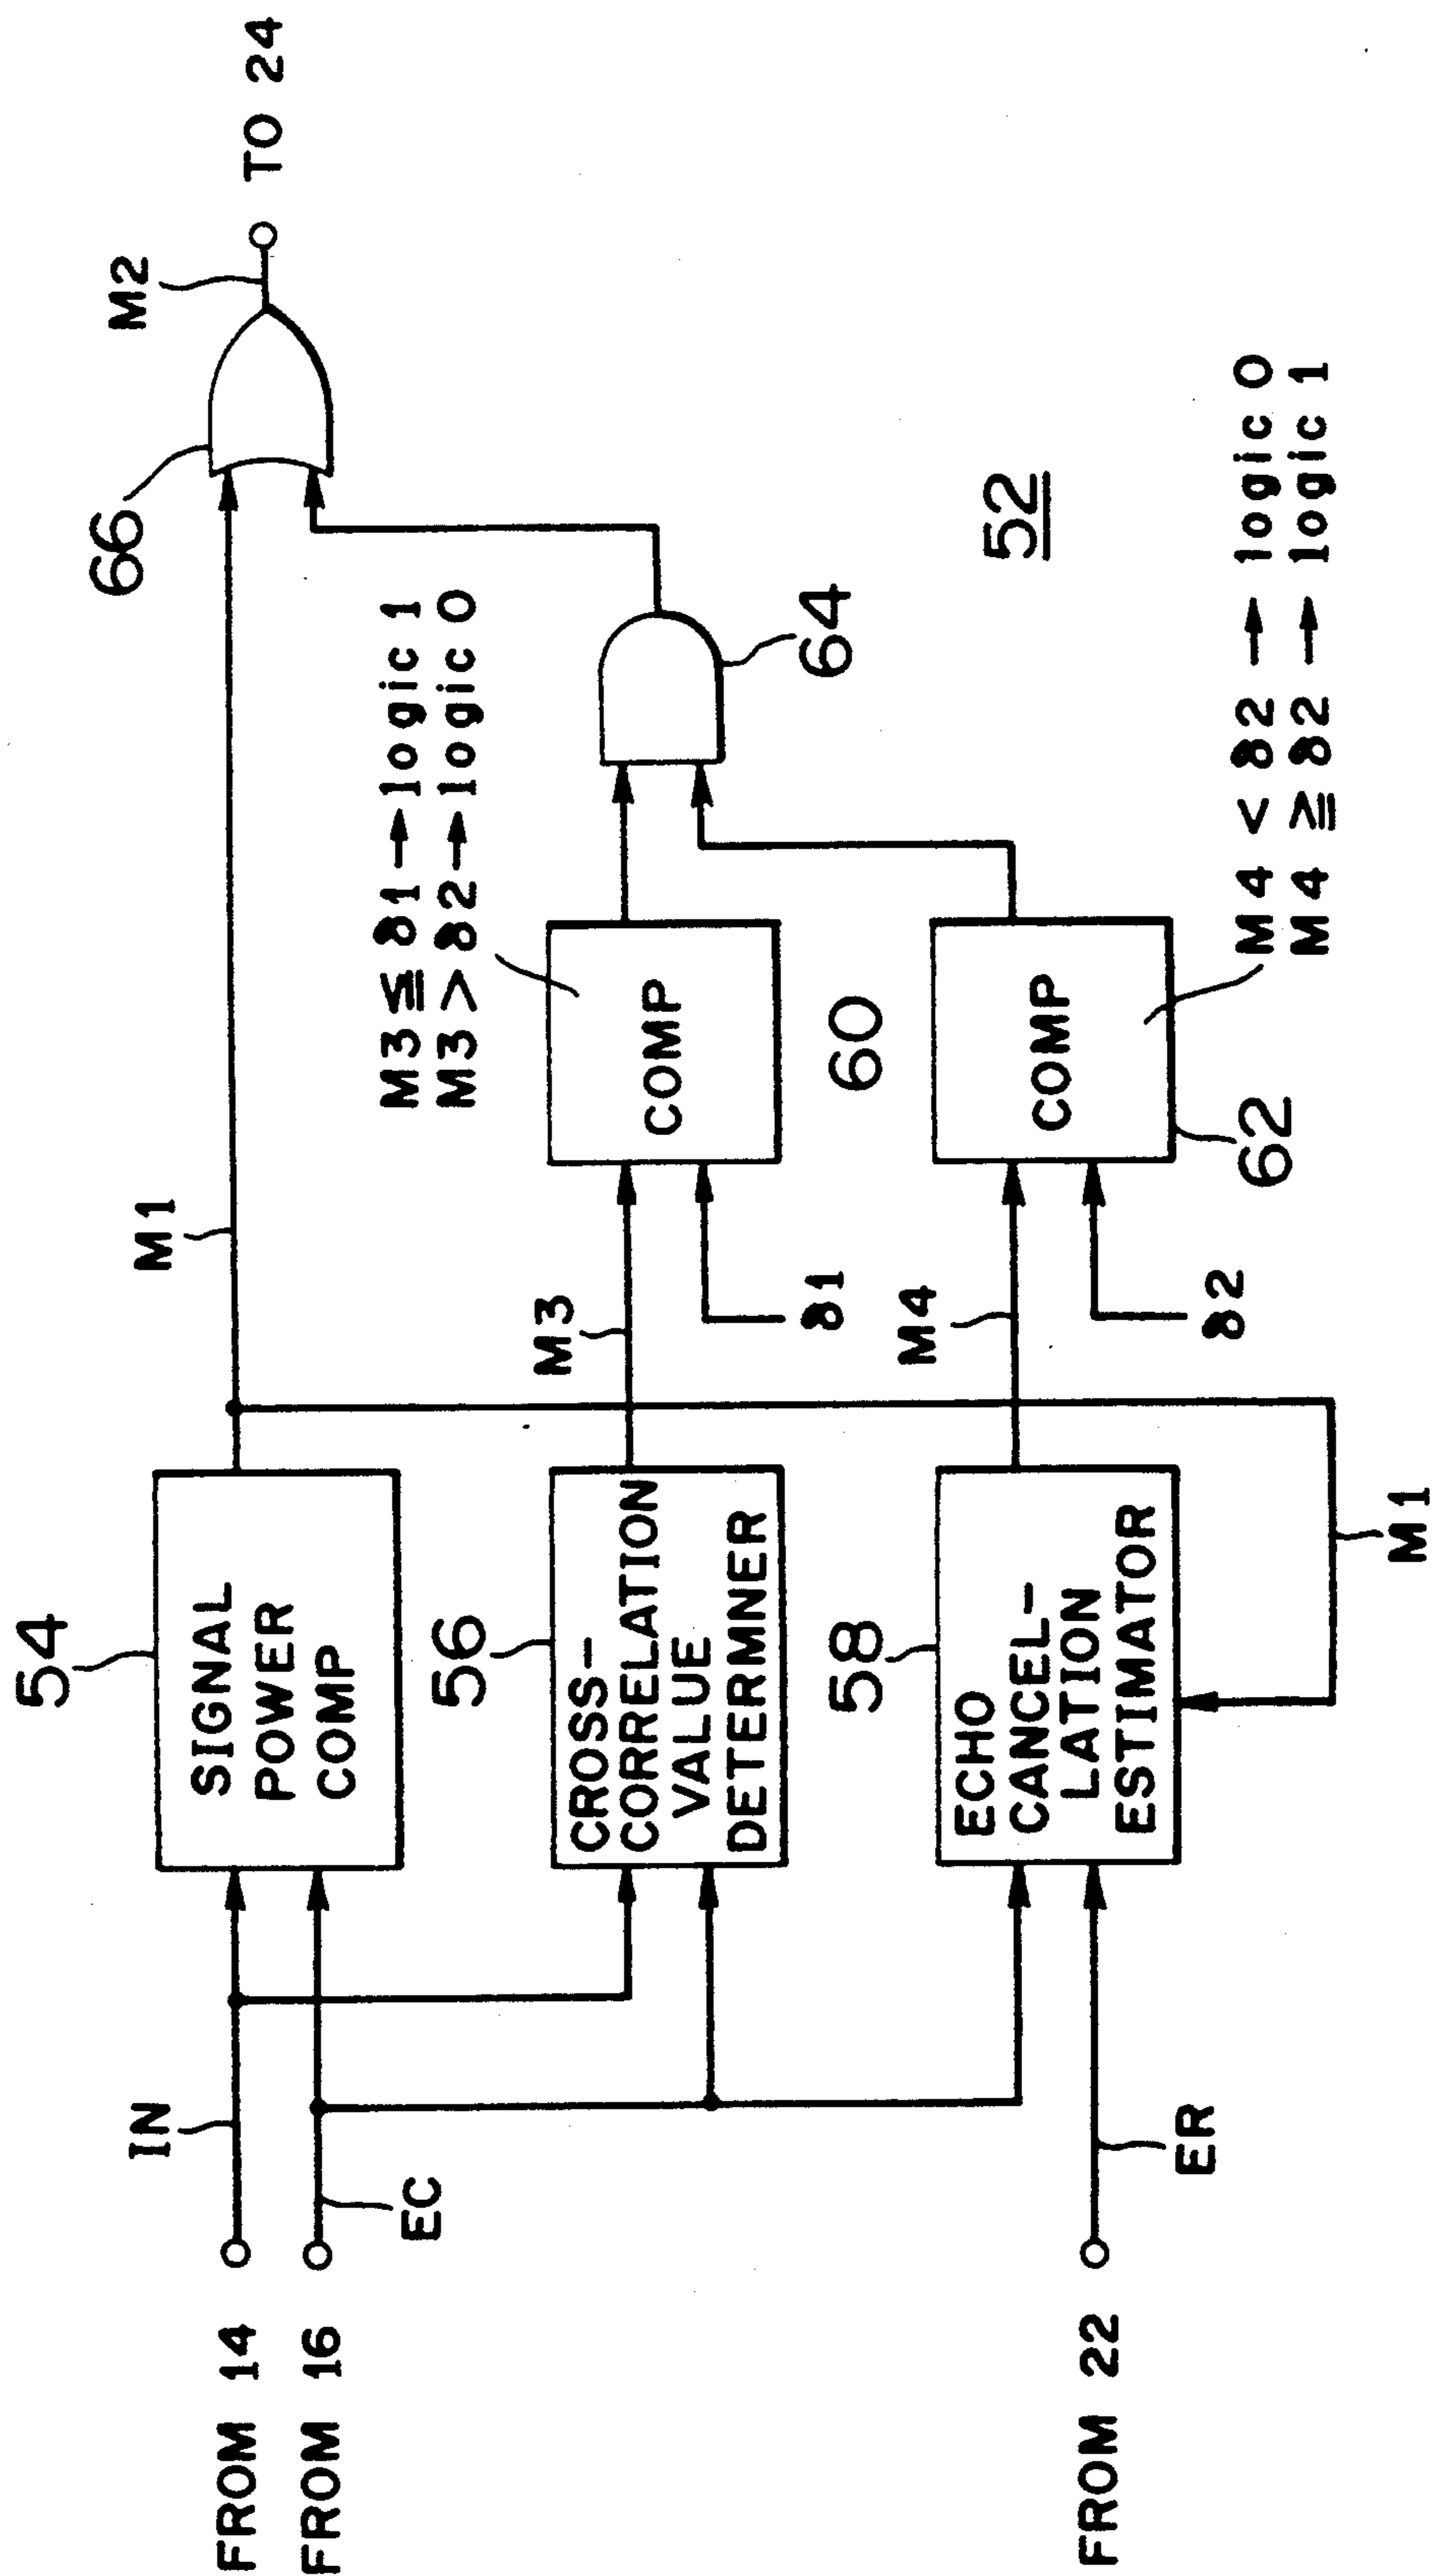 FROM 14
FROM 16
FROM 22
IN
EC
ER
54
SIGNAL
POWER
COMP
56
CROSS-
CORRELATION
VALUE
DETERMNER
58
ECHO
CANCEL-
LATION
ESTIMATOR
M1
M1
M3
δ1
M4
δ2
COMP
60
COMP
62
M3 ≦ δ1 → logic 1
M3 > δ2 → logic 0
M4 < δ2 → logic 0
M4 ≧ δ2 → logic 1
64
66
52
M2
TO 24